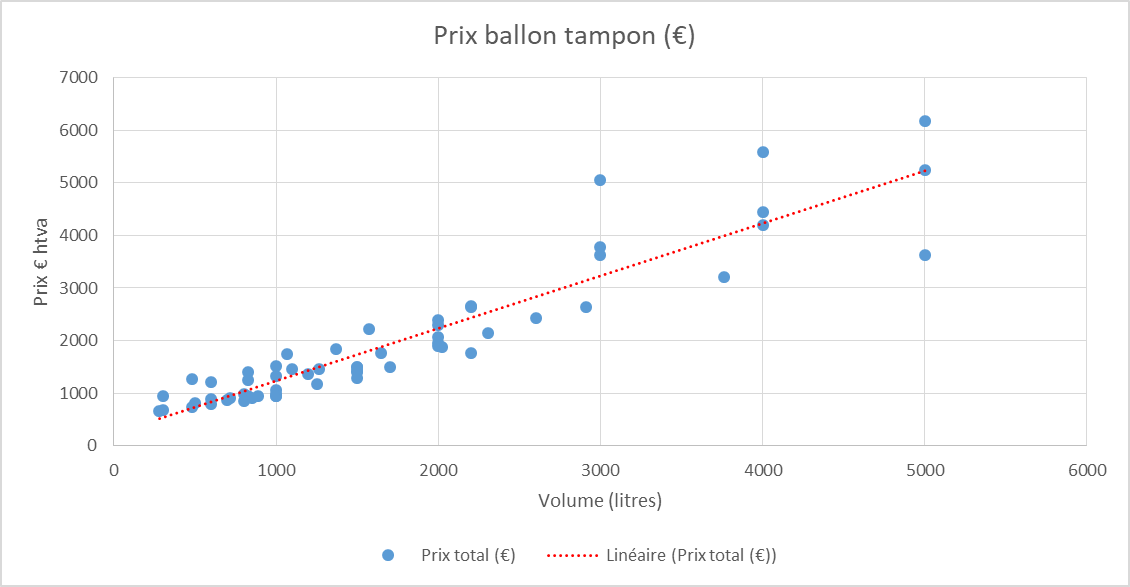 Prix ballon tampon (€)
7000
6000
5000
4000
3000
2000
1000
0
Prix € htva
0 1000 2000 3000 4000 5000 6000
Volume (litres)
Prix total (€) Linéaire (Prix total (€))